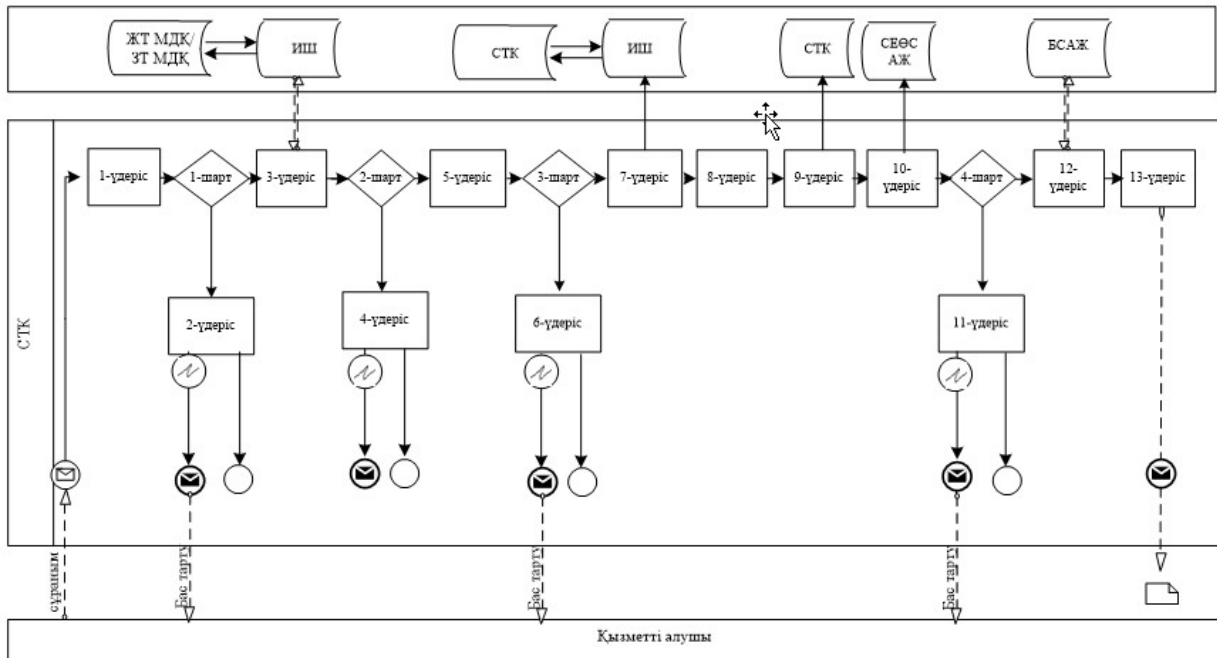 ЖТ МДҚ/
ЗТ МДҚ
ИШ
СТК
ИШ
СТК
СЕӨС
АЖ
БСАЖ
СТК
1-үдеріс
1-шарт
3-үдеріс
2-шарт
5-үдеріс
3-шарт
7-үдеріс
8-үдеріс
9-үдеріс
10-
үдеріс
4-шарт
12-
үдеріс
13-үдеріс
2-үдеріс
4-үдеріс
6-үдеріс
11-үдеріс
сұраным
Бас тарту
Бас тарту
Бас тарту
Қызметті алушы